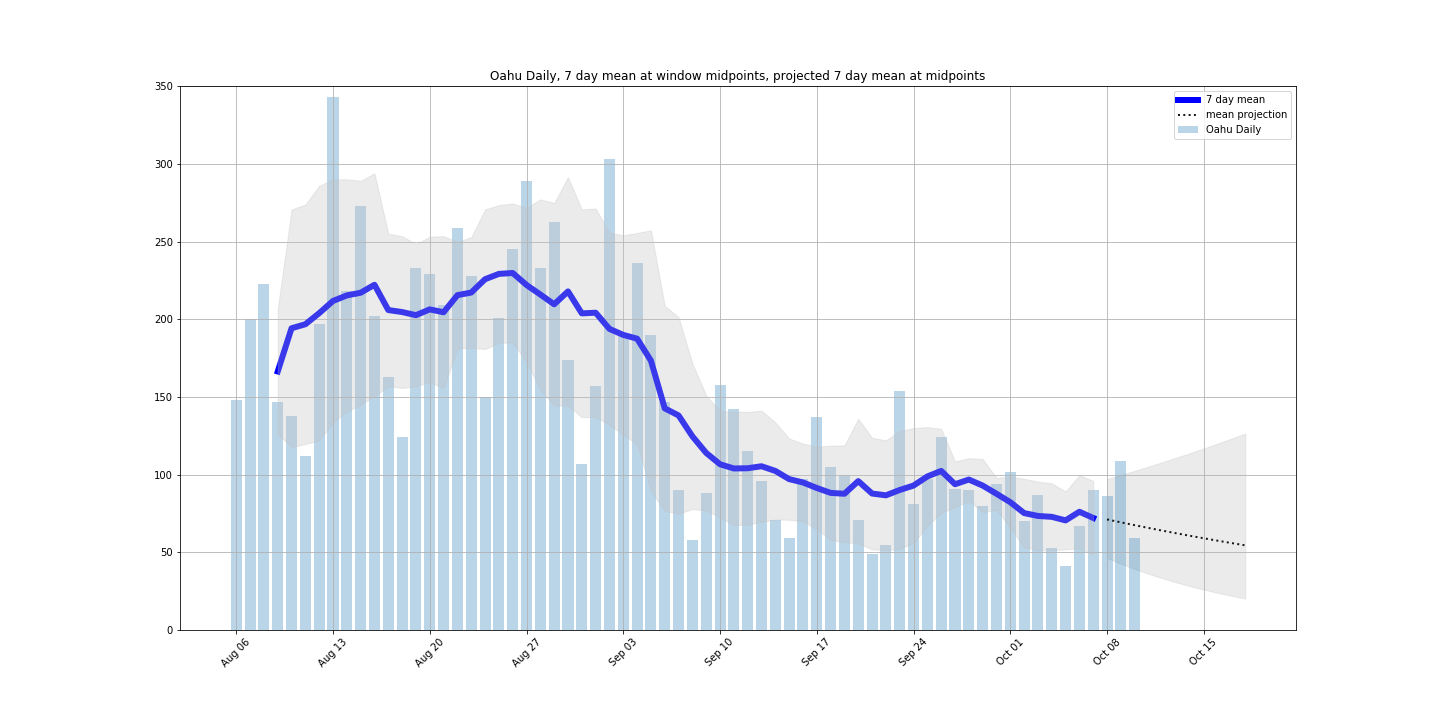 Oahu Daily, 7 day mean at window midpoints, projected 7 day mean at midpoints
350
300
250
200
150
100
50
0
7 day mean
mean projection
Oahu Daily
Aug 06
Aug 13
Aug 20
Aug 27
Sep 03
Sep 10
Sep 17
Sep 24
Oct 01
Oct 08
Oct 15